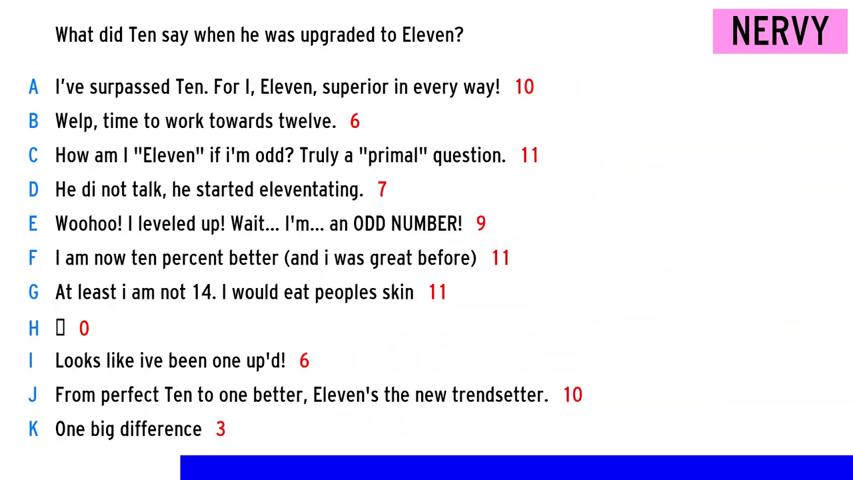 What did Ten say when he was upgraded to Eleven?
NERVY
A I've surpassed Ten. For I, Eleven, superior in every way! 10
B Welp, time to work towards twelve. 6
C How am I "Eleven" if i'm odd? Truly a "primal" question. 11
D He di not talk, he started eleventating. 7
E Woohoo! I leveled up! Wait... I'm... an ODD NUMBER! 9
F I am now ten percent better (and i was great before) 11
G At least i am not 14. I would eat peoples skin 11
H 0
I Looks like ive been one up'd! 6
J From perfect Ten to one better, Eleven's the new trendsetter. 10
K One big difference 3